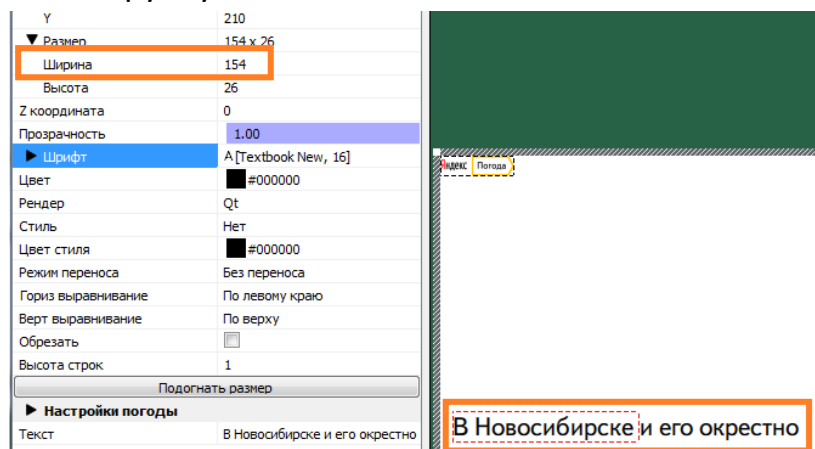 Y 210
Размер 154 x 26
Ширина 154
Высота 26
Z координата 0
Прозрачность 1.00
Шрифт A [Textbook New, 16]
Цвет #000000
Рендер Qt
Стиль Нет
Цвет стиля #000000
Режим переноса Без переноса
Гориз выравнивание По левому краю
Верт выравнивание По верху
Обрезать
Высота строк 1
Подогнать размер
Настройки погоды
Текст В Новосибирске и его окрестно
Яндекс Погода
В Новосибирске и его окрестно